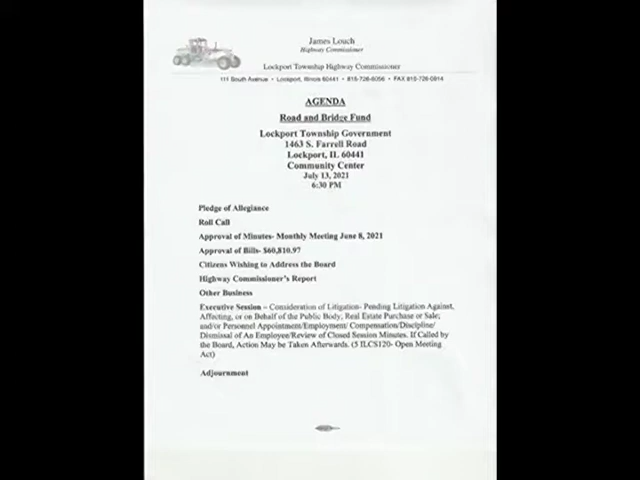 James Louch
Highway Commissioner
Lockport Township Highway Commissioner
111 South Avenue • Lockport, Illinois 60441 • 815-726-6056 • FAX 815-726-0914
AGENDA
Road and Bridge Fund
Lockport Township Government
1463 S. Farrell Road
Lockport, IL 60441
Community Center
July 13, 2021
6:30 PM
Pledge of Allegiance
Roll Call
Approval of Minutes- Monthly Meeting June 8, 2021
Approval of Bills- $60,810.97
Citizens Wishing to Address the Board
Highway Commissioner's Report
Other Business
Executive Session – Consideration of Litigation- Pending Litigation Against,
Affecting, or on Behalf of the Public Body, Real Estate Purchase or Sale;
and/or Personnel Appointment/Employment/ Compensation/Discipline/
Dismissal of An Employee/Review of Closed Session Minutes. If Called by
the Board, Action May be Taken Afterwards. (5 ILCS120- Open Meeting
Act)
Adjournment